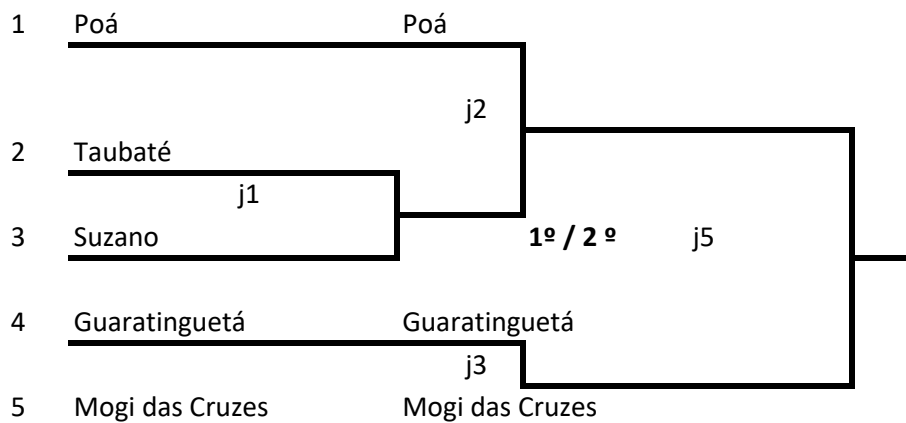 1 Poá Poá
j2
2 Taubaté
j1
3 Suzano 1º / 2 º j5
4 Guaratinguetá Guaratinguetá
j3
5 Mogi das Cruzes Mogi das Cruzes